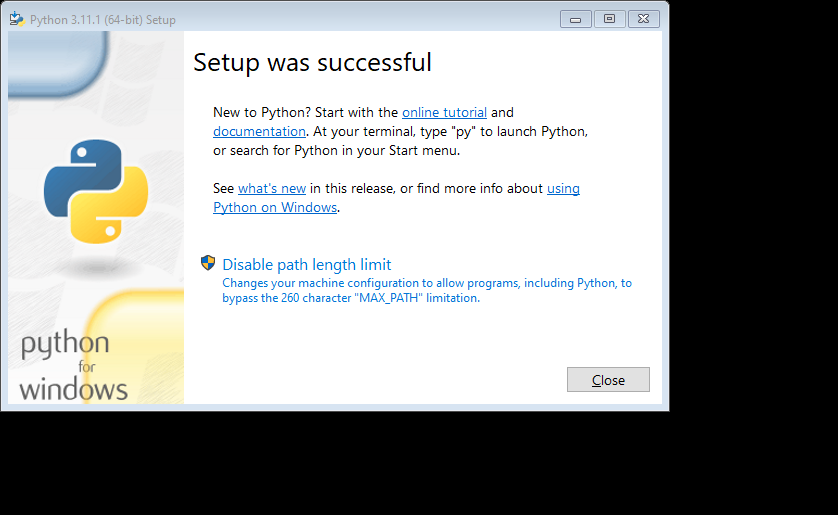 Python 3.11.1 (64-bit) Setup
Setup was successful
New to Python? Start with the online tutorial and
documentation. At your terminal, type "py" to launch Python,
or search for Python in your Start menu.
See what's new in this release, or find more info about using
Python on Windows.
Disable path length limit
Changes your machine configuration to allow programs, including Python, to
bypass the 260 character "MAX_PATH" limitation.
python
for
windows
Close